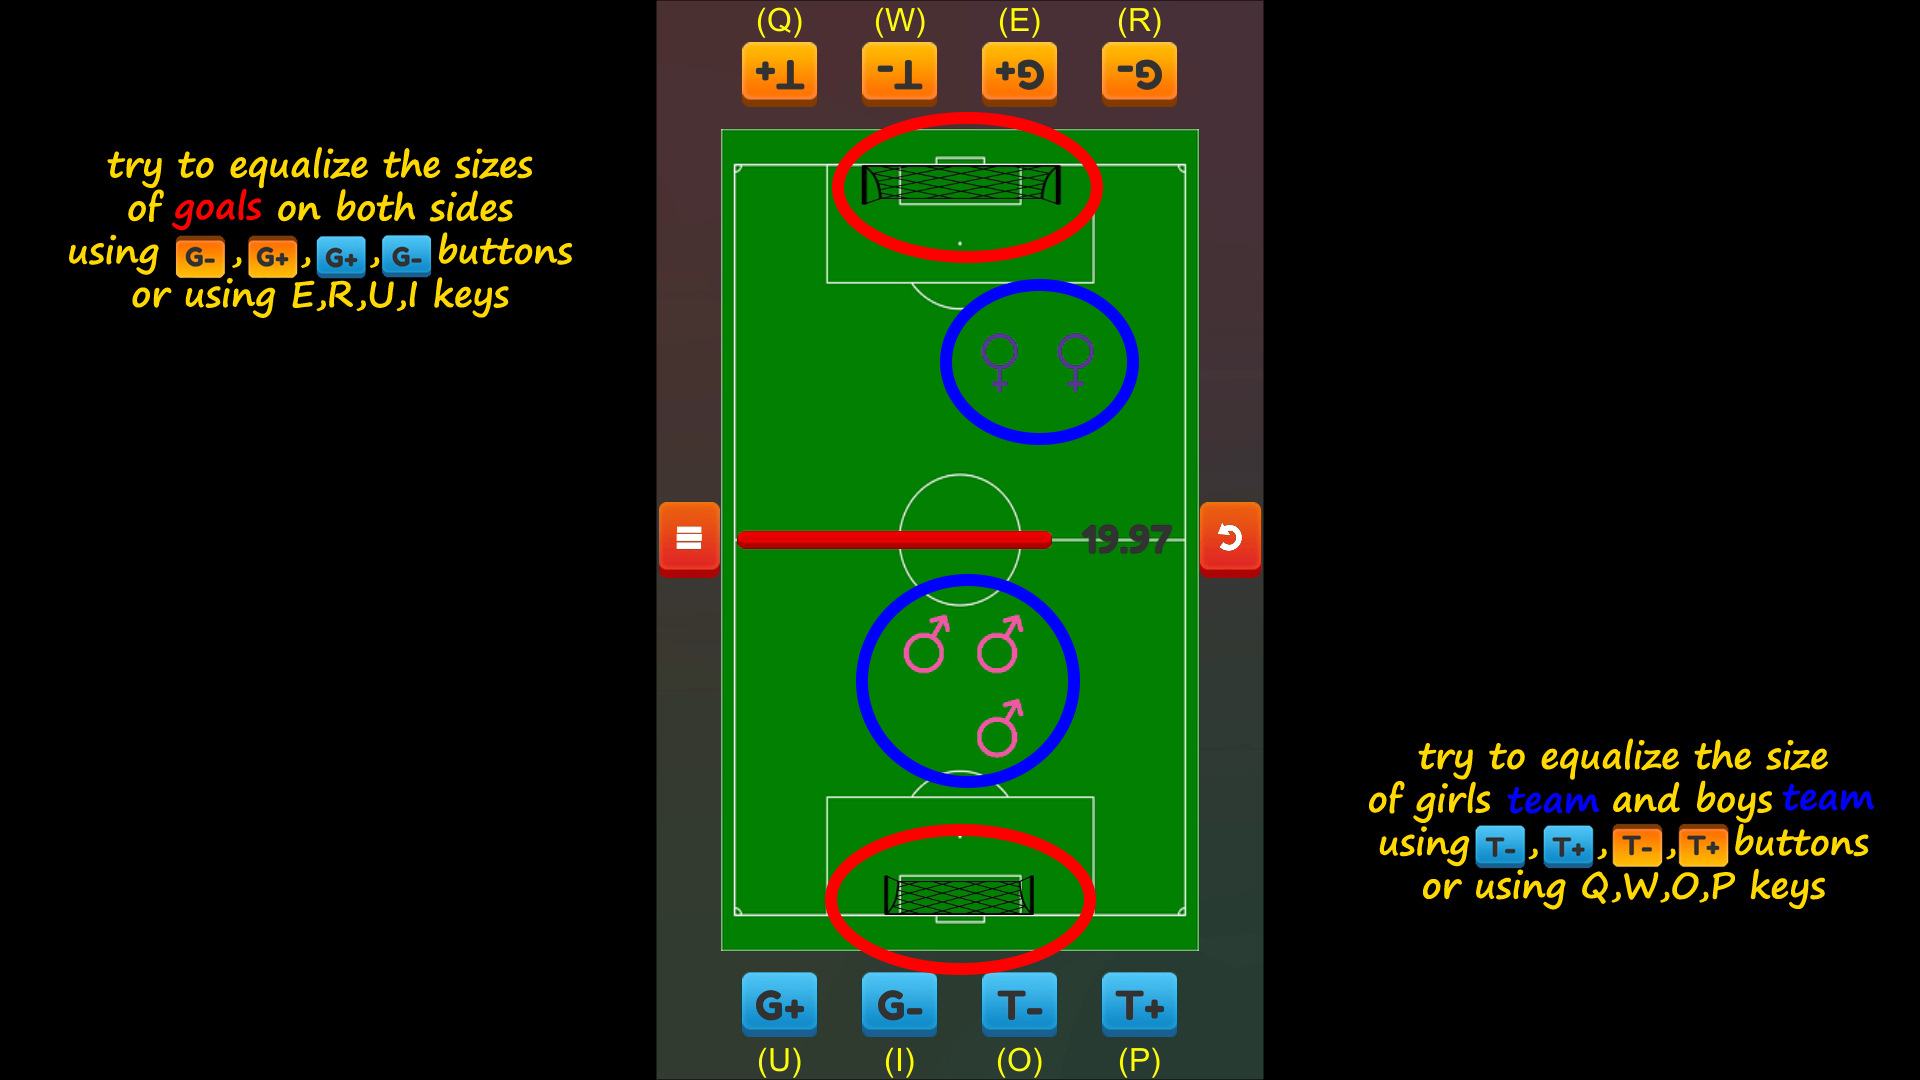 (Q) (W) (E) (R)
T+ T- G+ G-
try to equalize the sizes
of goals on both sides
using G- , G+ , G+ , G- buttons
or using E,R,U,I keys
19.97
try to equalize the size
of girls team and boys team
using T- , T+ , T- , T+ buttons
or using Q,W,O,P keys
G+ G- T- T+
(U) (I) (O) (P)